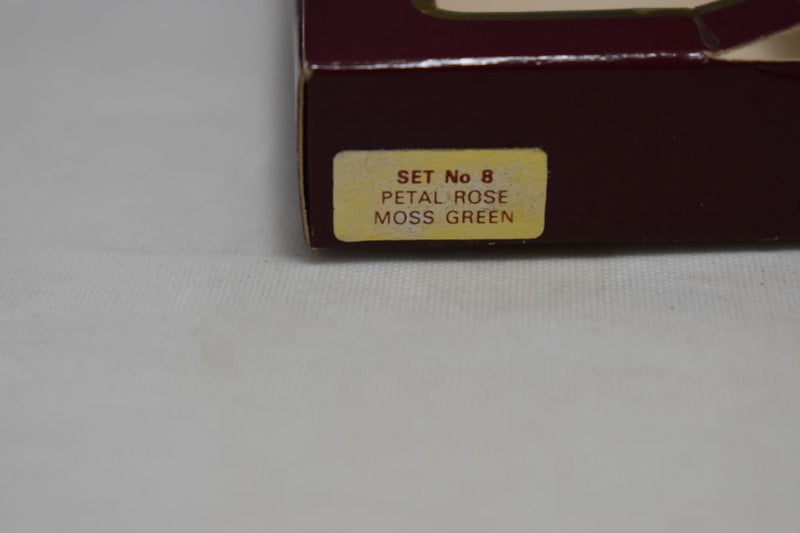 SET No 8
PETAL ROSE
MOSS GREEN